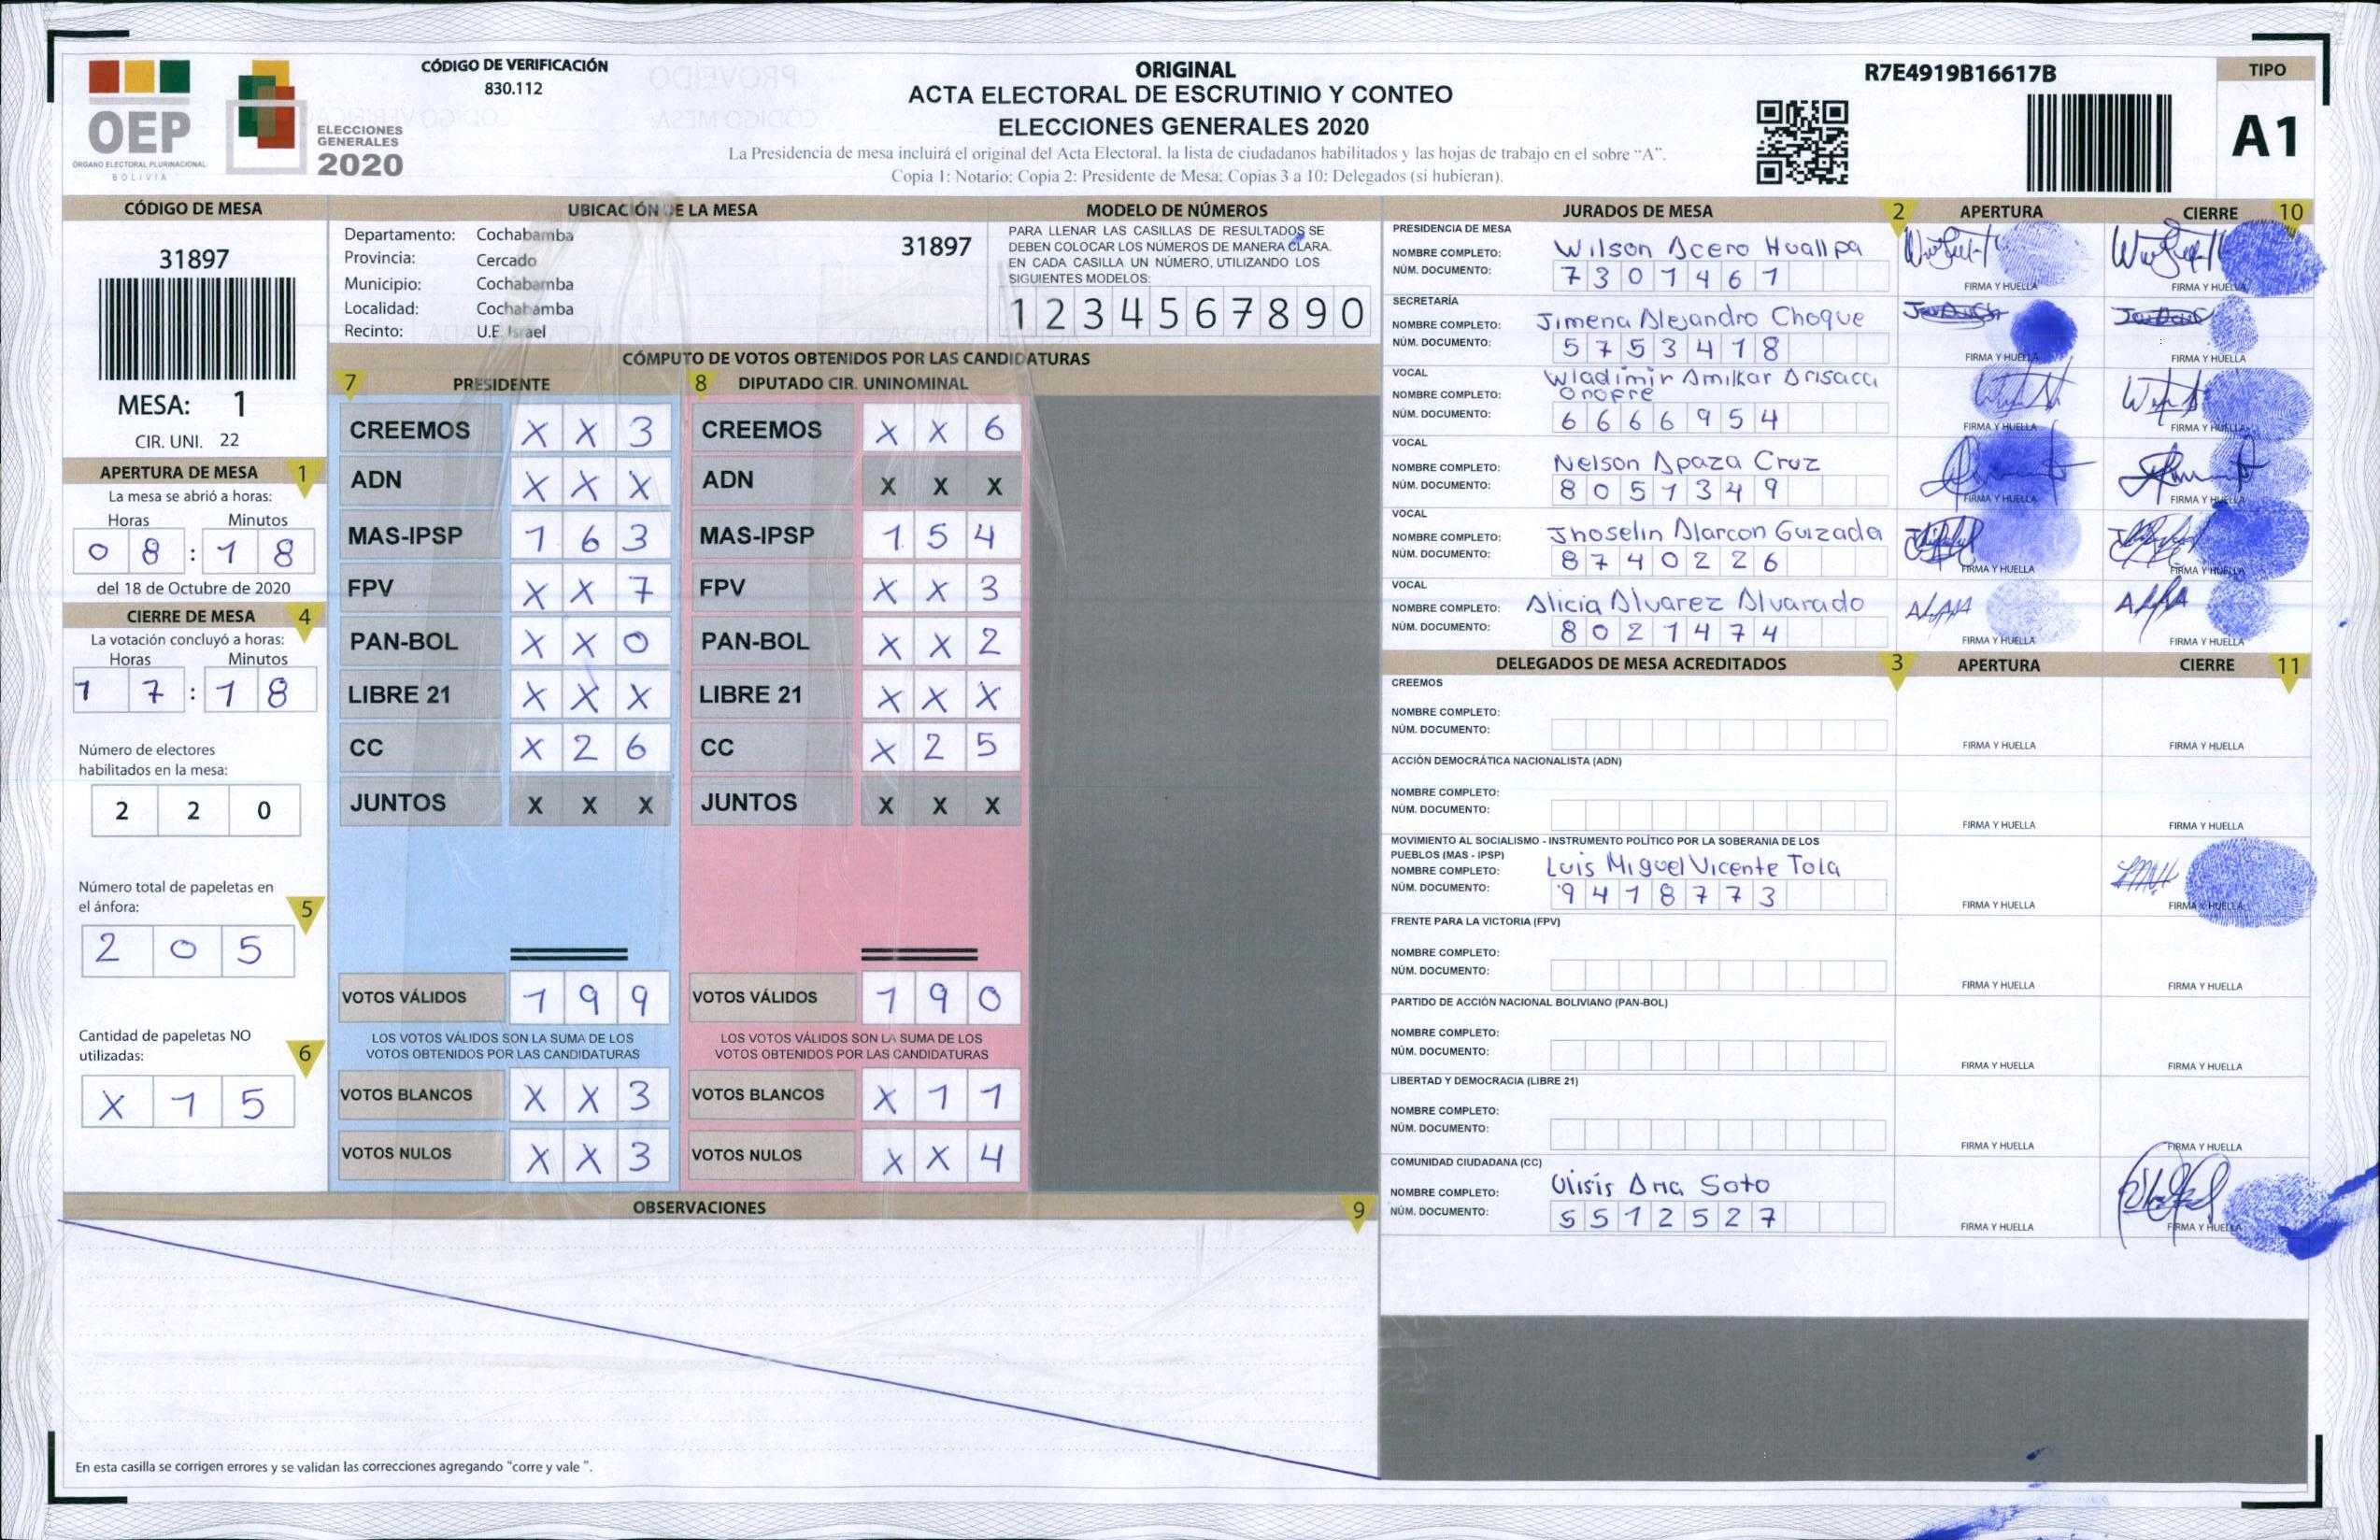 CÓDIGO DE VERIFICACIÓN
830.112
OEP
ÓRGANO ELECTORAL PLURINACIONAL
BOLIVIA
ELECCIONES
GENERALES
2020
ORIGINAL
ACTA ELECTORAL DE ESCRUTINIO Y CONTEO
ELECCIONES GENERALES 2020
La Presidencia de mesa incluirá el original del Acta Electoral, la lista de ciudadanos habilitados y las hojas de trabajo en el sobre “A”.
Copia 1: Notario; Copia 2: Presidente de Mesa; Copias 3 a 10: Delegados (si hubieran).
R7E4919B16617B
TIPO
A1
CÓDIGO DE MESA
31897
MESA: 1
CIR. UNI. 22
APERTURA DE MESA 1
La mesa se abrió a horas:
Horas Minutos
0 8 : 1 8
del 18 de Octubre de 2020
CIERRE DE MESA 4
La votación concluyó a horas:
Horas Minutos
1 7 : 1 8
Número de electores
habilitados en la mesa:
2 2 0
Número total de papeletas en
el ánfora:
5
2 0 5
Cantidad de papeletas NO
utilizadas:
6
X 1 5
UBICACIÓN DE LA MESA
Departamento: Cochabamba
Provincia: Cercado
Municipio: Cochabamba
Localidad: Cochabamba
Recinto: U.E. Israel
31897
MODELO DE NÚMEROS
PARA LLENAR LAS CASILLAS DE RESULTADOS SE
DEBEN COLOCAR LOS NÚMEROS DE MANERA CLARA.
EN CADA CASILLA UN NÚMERO, UTILIZANDO LOS
SIGUIENTES MODELOS:
1 2 3 4 5 6 7 8 9 0
CÓMPUTO DE VOTOS OBTENIDOS POR LAS CANDIDATURAS
7 PRESIDENTE 8 DIPUTADO CIR. UNINOMINAL
CREEMOS X X 3 CREEMOS X X 6
ADN X X X ADN X X X
MAS-IPSP 1 6 3 MAS-IPSP 1 5 4
FPV X X 7 FPV X X 3
PAN-BOL X X 0 PAN-BOL X X 2
LIBRE 21 X X X LIBRE 21 X X X
CC X 2 6 CC X 2 5
JUNTOS X X X JUNTOS X X X
VOTOS VÁLIDOS 1 9 9 VOTOS VÁLIDOS 1 9 0
LOS VOTOS VÁLIDOS SON LA SUMA DE LOS LOS VOTOS VÁLIDOS SON LA SUMA DE LOS
VOTOS OBTENIDOS POR LAS CANDIDATURAS VOTOS OBTENIDOS POR LAS CANDIDATURAS
VOTOS BLANCOS X X 3 VOTOS BLANCOS X 1 1
VOTOS NULOS X X 3 VOTOS NULOS X X 4
OBSERVACIONES 9
En esta casilla se corrigen errores y se validan las correcciones agregando “corre y vale ”.
JURADOS DE MESA 2 APERTURA CIERRE 10
PRESIDENCIA DE MESA
NOMBRE COMPLETO: Wilson Acero Huallpa
NÚM. DOCUMENTO: 7 3 0 1 4 6 1
FIRMA Y HUELLA FIRMA Y HUELLA
SECRETARÍA
NOMBRE COMPLETO: Jimena Alejandro Choque
NÚM. DOCUMENTO: 5 7 5 3 4 1 8
FIRMA Y HUELLA FIRMA Y HUELLA
VOCAL
NOMBRE COMPLETO: Wladimir Amilkar Arisaca
Onofre
NÚM. DOCUMENTO: 6 6 6 6 9 5 4
FIRMA Y HUELLA FIRMA Y HUELLA
VOCAL
NOMBRE COMPLETO: Nelson Apaza Cruz
NÚM. DOCUMENTO: 8 0 5 1 3 4 9
FIRMA Y HUELLA FIRMA Y HUELLA
VOCAL
NOMBRE COMPLETO: Jhoselin Alarcon Guizada
NÚM. DOCUMENTO: 8 7 4 0 2 2 6
FIRMA Y HUELLA FIRMA Y HUELLA
VOCAL
NOMBRE COMPLETO: Alicia Alvarez Alvarado
NÚM. DOCUMENTO: 8 0 2 1 4 7 4
FIRMA Y HUELLA FIRMA Y HUELLA
DELEGADOS DE MESA ACREDITADOS 3 APERTURA CIERRE 11
CREEMOS
NOMBRE COMPLETO:
NÚM. DOCUMENTO:
FIRMA Y HUELLA FIRMA Y HUELLA
ACCIÓN DEMOCRÁTICA NACIONALISTA (ADN)
NOMBRE COMPLETO:
NÚM. DOCUMENTO:
FIRMA Y HUELLA FIRMA Y HUELLA
MOVIMIENTO AL SOCIALISMO - INSTRUMENTO POLÍTICO POR LA SOBERANIA DE LOS
PUEBLOS (MAS - IPSP)
NOMBRE COMPLETO: Luis Miguel Vicente Tola
NÚM. DOCUMENTO: 9 4 1 8 7 7 3
FIRMA Y HUELLA FIRMA Y HUELLA
FRENTE PARA LA VICTORIA (FPV)
NOMBRE COMPLETO:
NÚM. DOCUMENTO:
FIRMA Y HUELLA FIRMA Y HUELLA
PARTIDO DE ACCIÓN NACIONAL BOLIVIANO (PAN-BOL)
NOMBRE COMPLETO:
NÚM. DOCUMENTO:
FIRMA Y HUELLA FIRMA Y HUELLA
LIBERTAD Y DEMOCRACIA (LIBRE 21)
NOMBRE COMPLETO:
NÚM. DOCUMENTO:
FIRMA Y HUELLA FIRMA Y HUELLA
COMUNIDAD CIUDADANA (CC)
NOMBRE COMPLETO: Soto
NÚM. DOCUMENTO: 5 5 1 2 5 2 7
FIRMA Y HUELLA FIRMA Y HUELLA